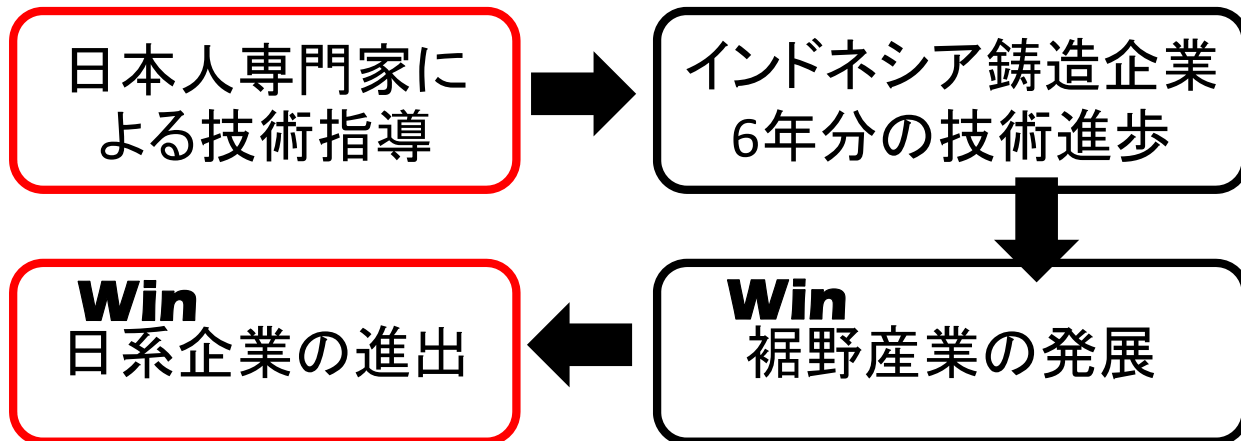 日本人専門家に
よる技術指導
インドネシア鋳造企業
6年分の技術進歩
Win
裾野産業の発展
Win
日系企業の進出